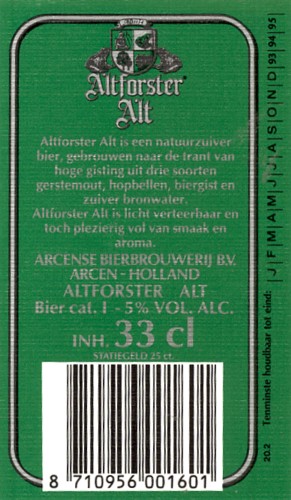 Altforster
Alt
Altforster Alt is een natuurzuiver
bier, gebrouwen naar de trant van
hoge gisting uit drie soorten
gerstemout, hopbellen, biergist en
zuiver bronwater.
Altforster Alt is licht verteerbaar en
toch plezierig vol van smaak en
aroma.
ARCENSE BIERBROUWERIJ B.V.
ARCEN - HOLLAND
ALTFORSTER ALT
Bier cat. I - 5% VOL. ALC.
INH. 33 cl
STATIEGELD 25 ct.
8 710956 001601
20.2 Tenminste houdbaar tot eind: |J|F|M|A|M|J|J|A|S|O|N|D|93|94|95|